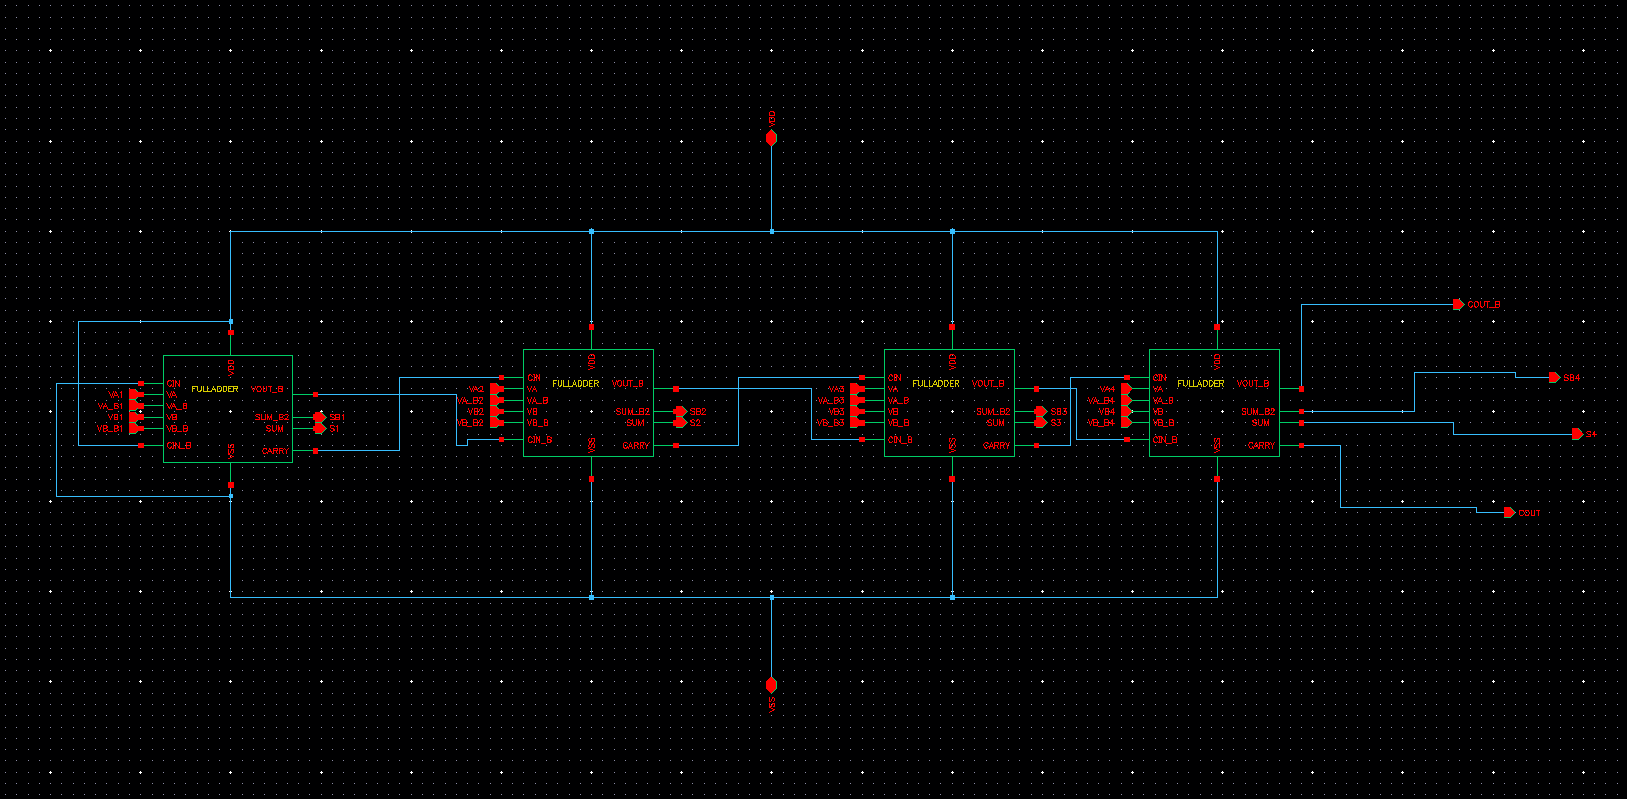 VDD
COUT_B
VDD
CIN
FULLADDER
VOUT_B
VA1
VA
VA_B1
VA_B
VB1
VB
SUM_B2
SB1
VB_B1
VB_B
SUM
S1
CIN_B
VSS
CARRY
VDD
CIN
FULLADDER
VOUT_B
VA2
VA
VA_B2
VA_B
VB2
VB
SUM_B2
SB2
VB_B2
VB_B
SUM
S2
CIN_B
VSS
CARRY
VDD
CIN
FULLADDER
VOUT_B
VA3
VA
VA_B3
VA_B
VB3
VB
SUM_B2
SB3
VB_B3
VB_B
SUM
S3
CIN_B
VSS
CARRY
VDD
CIN
FULLADDER
VOUT_B
VA4
VA
VA_B4
VA_B
VB4
VB
SUM_B2
SB4
VB_B4
VB_B
SUM
S4
CIN_B
VSS
CARRY
COUT
VSS